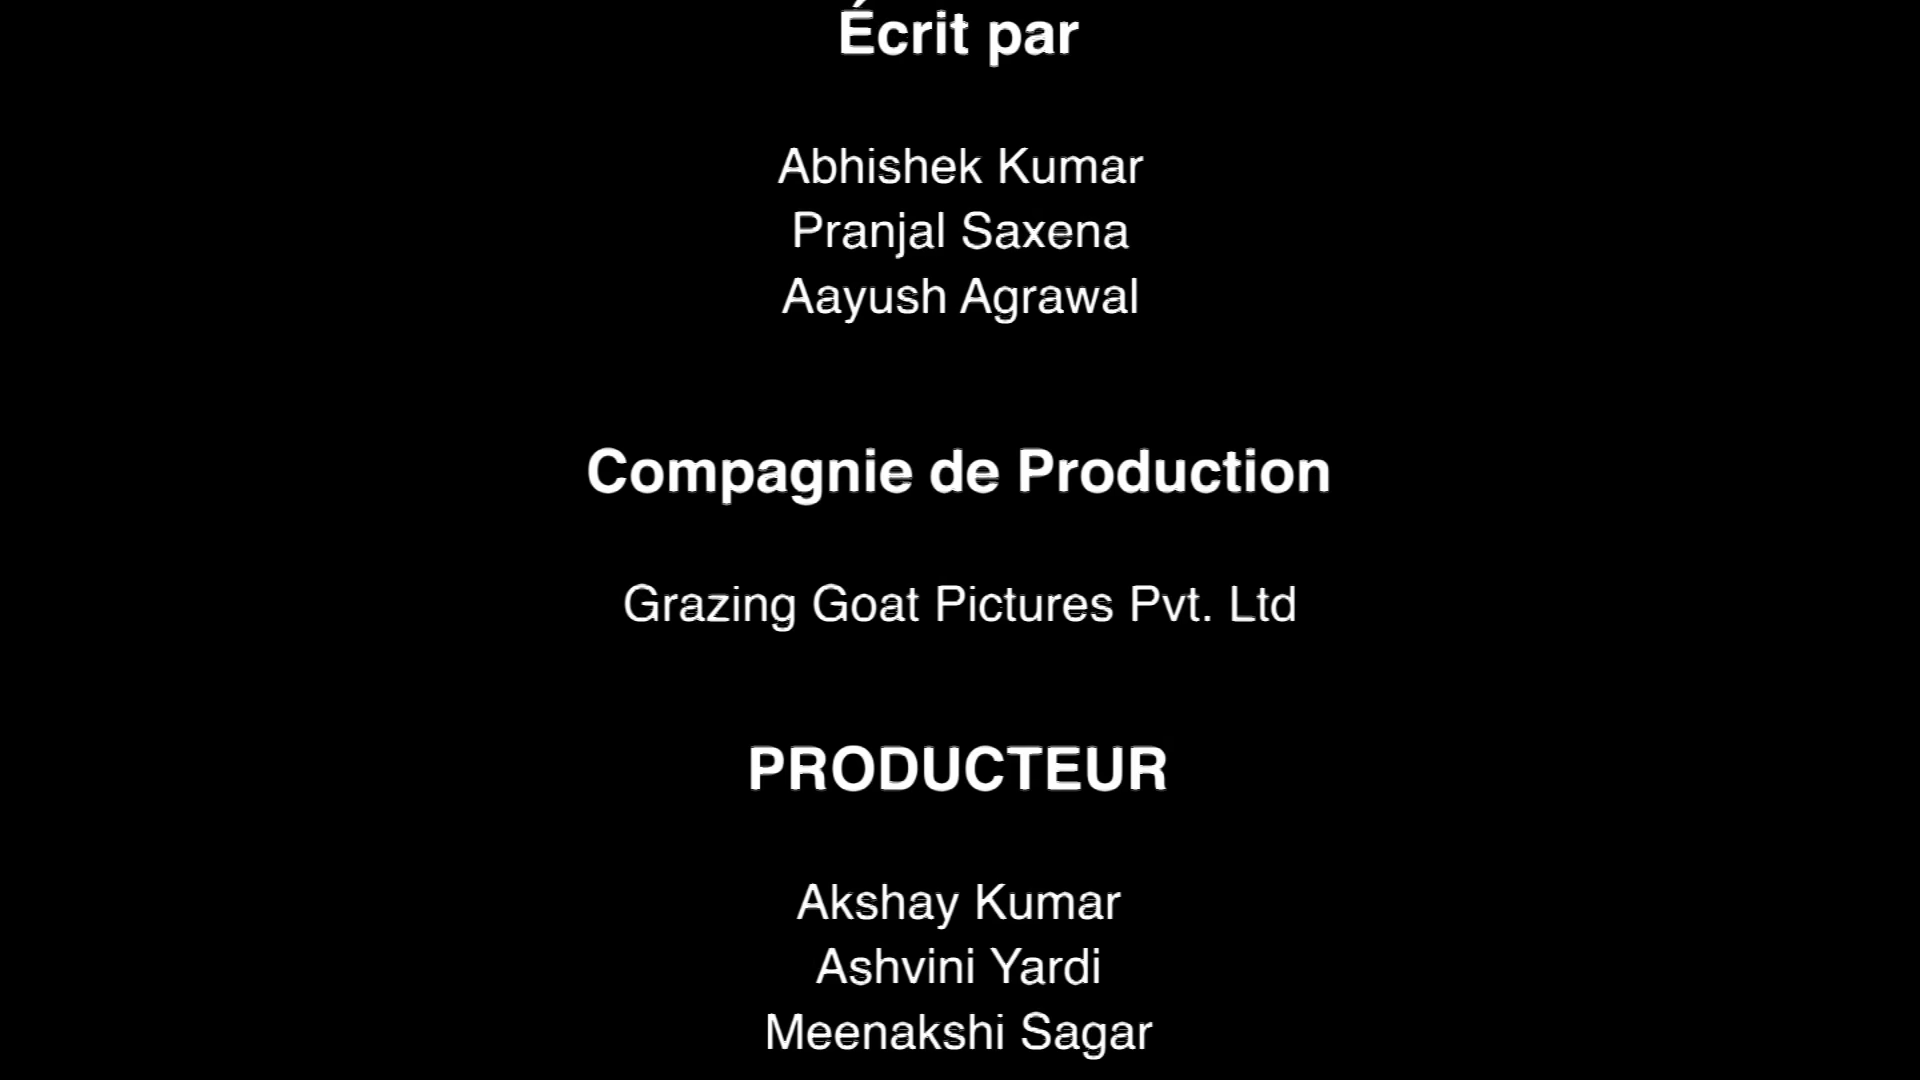 Écrit par
Abhishek Kumar
Pranjal Saxena
Aayush Agrawal
Compagnie de Production
Grazing Goat Pictures Pvt. Ltd
PRODUCTEUR
Akshay Kumar
Ashvini Yardi
Meenakshi Sagar